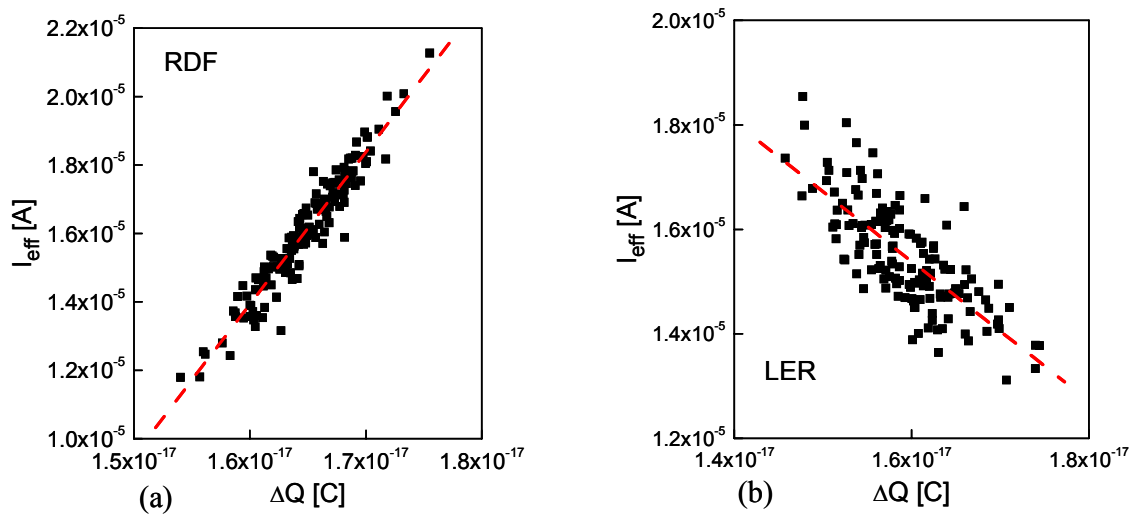 2.2x10⁻⁵
RDF
2.0x10⁻⁵
1.8x10⁻⁵
1.6x10⁻⁵
1.4x10⁻⁵
1.2x10⁻⁵
1.0x10⁻⁵
I_eff [A]
1.5x10⁻¹⁷ 1.6x10⁻¹⁷ 1.7x10⁻¹⁷ 1.8x10⁻¹⁷
(a) ΔQ [C]
2.0x10⁻⁵
1.8x10⁻⁵
1.6x10⁻⁵
1.4x10⁻⁵
LER
1.2x10⁻⁵
I_eff [A]
1.4x10⁻¹⁷ 1.6x10⁻¹⁷ 1.8x10⁻¹⁷
(b) ΔQ [C]